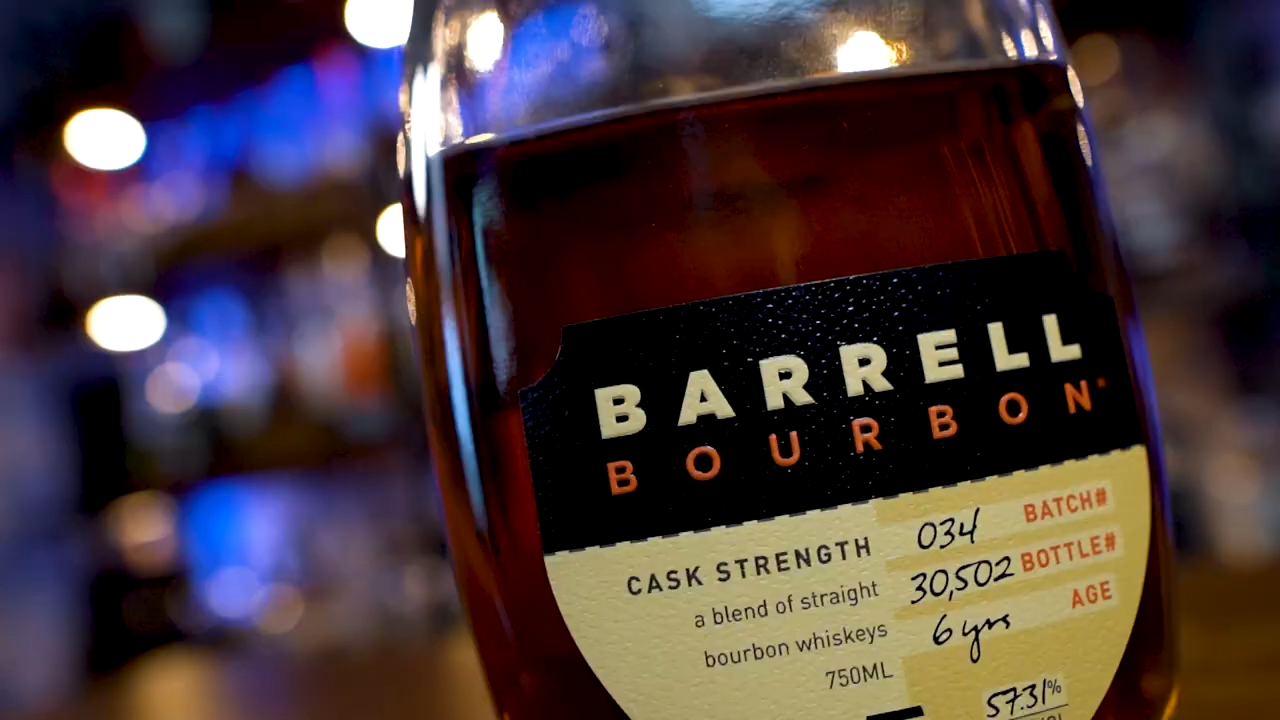 BARRELL
BOURBON
CASK STRENGTH
a blend of straight
bourbon whiskeys
750ML
034 BATCH#
30,502 BOTTLE#
6 yrs AGE
57.31%